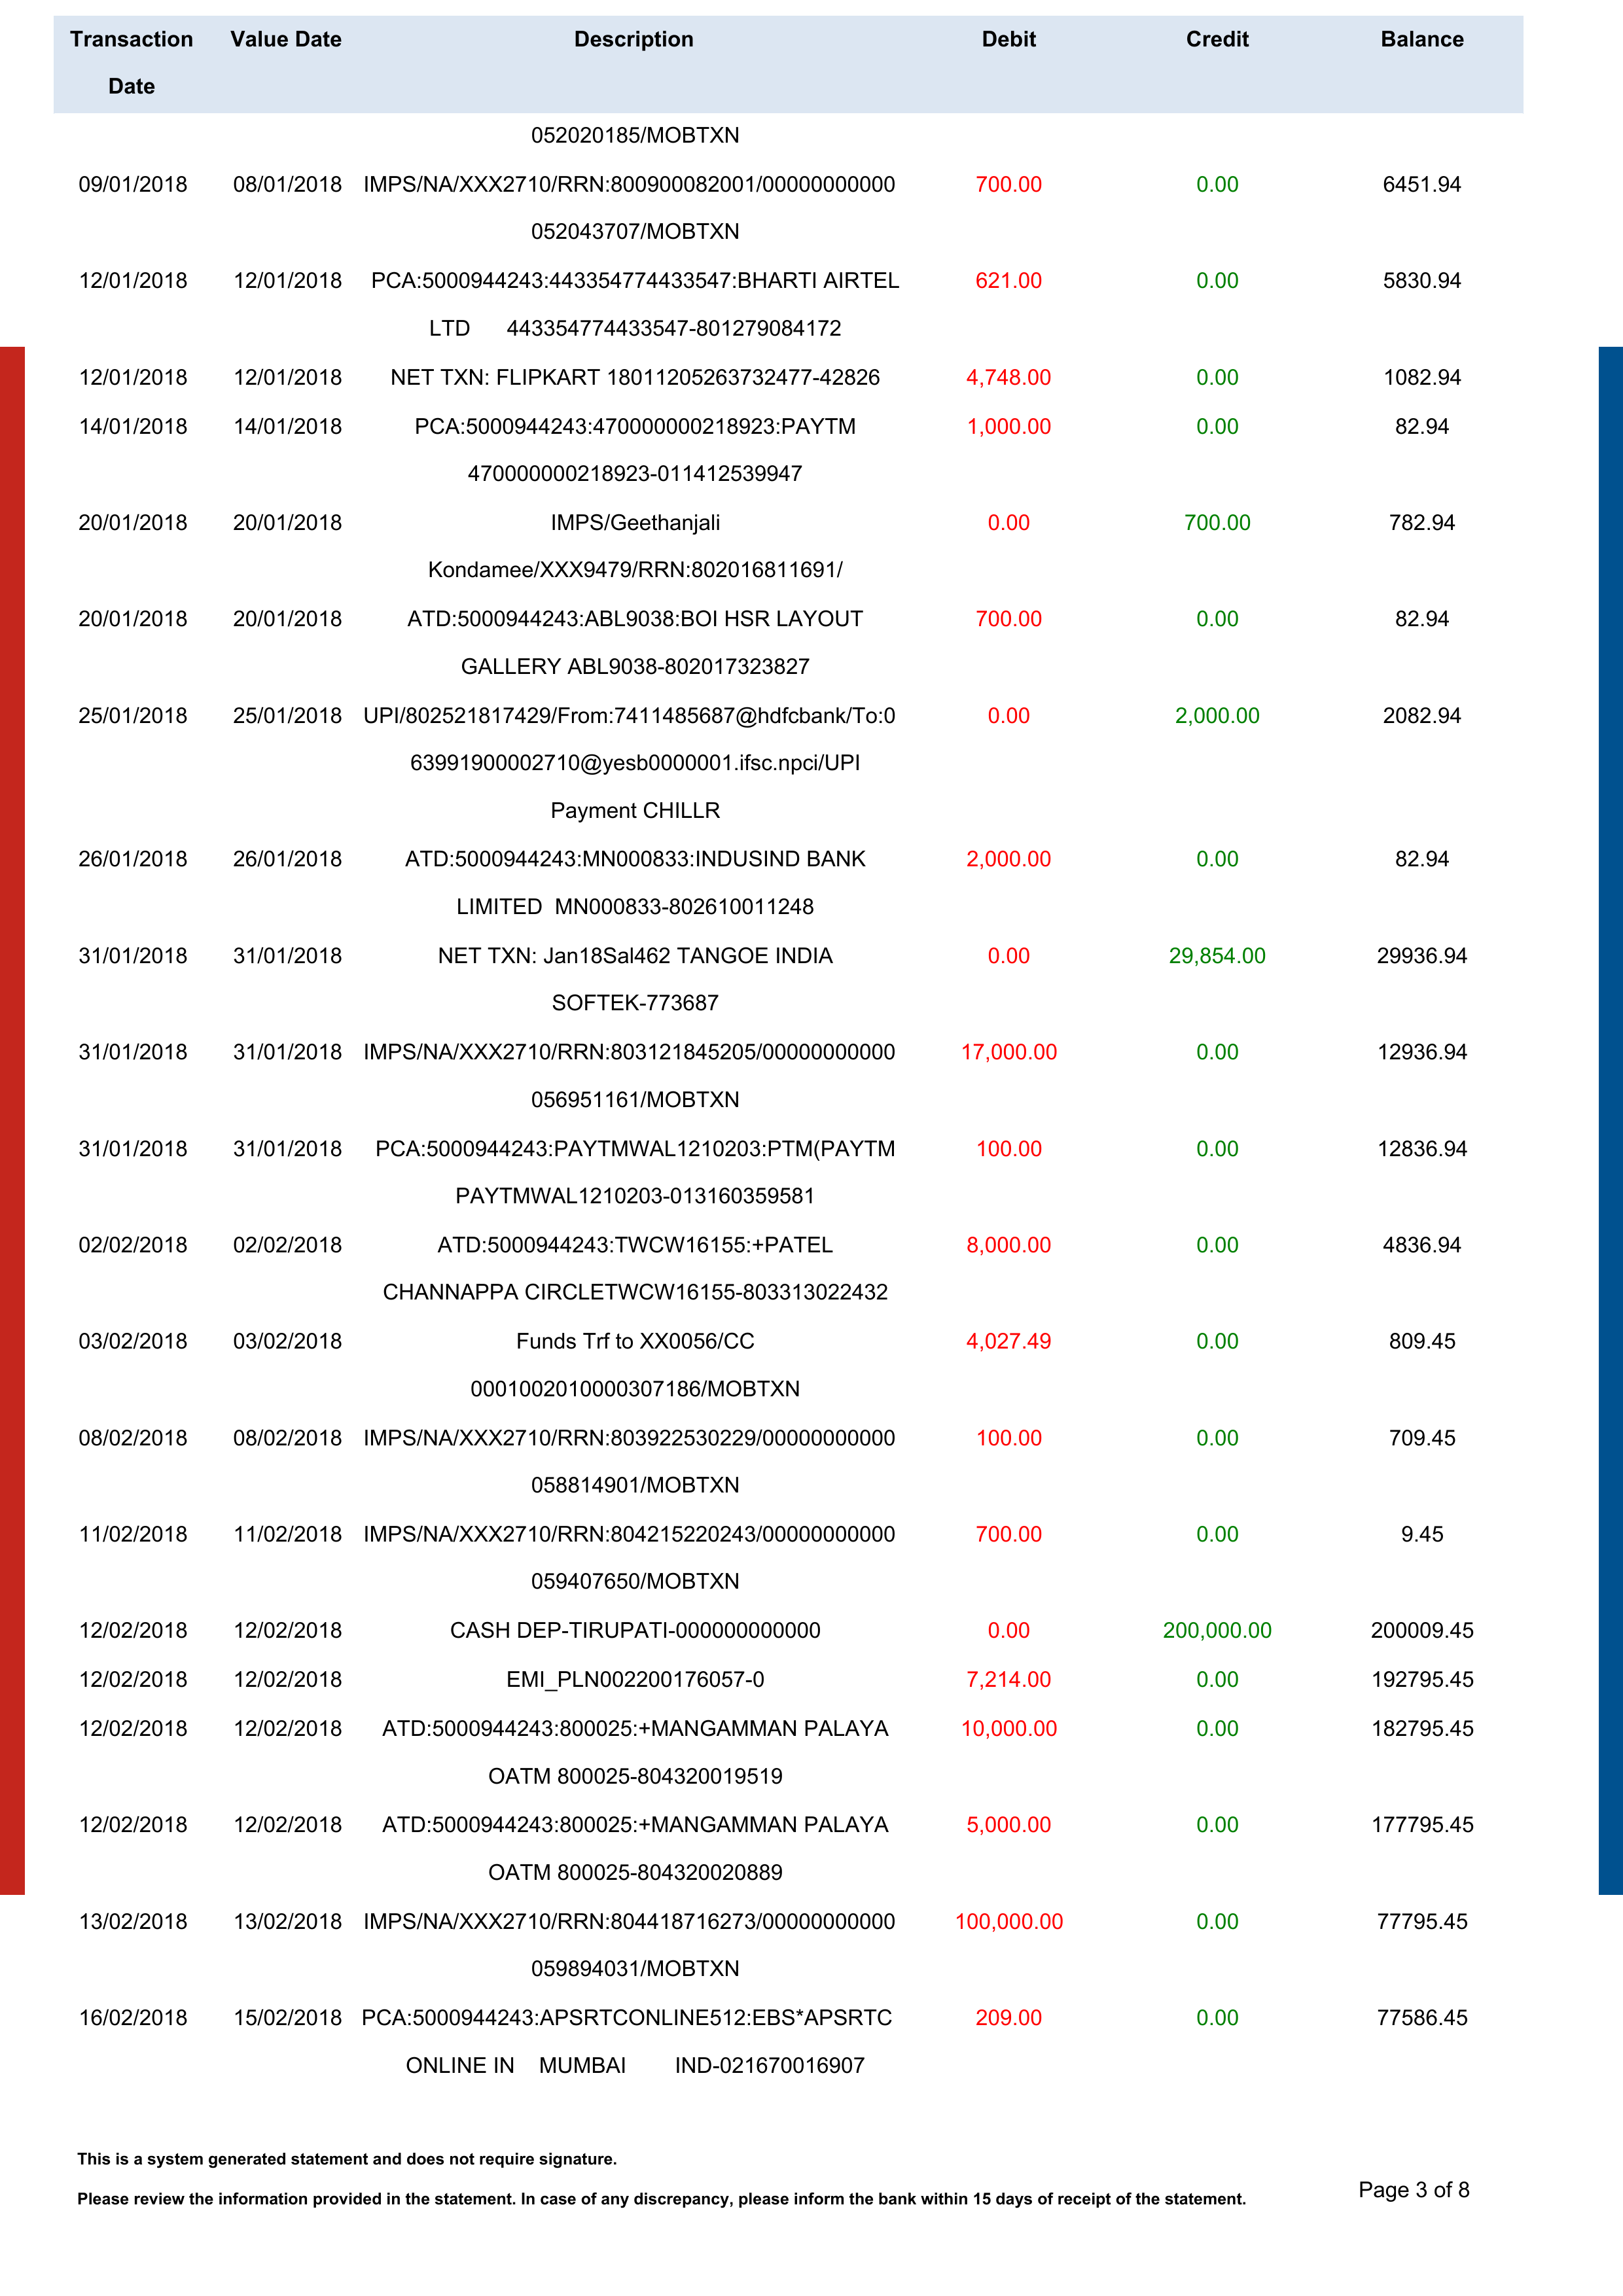 Transaction Value Date Description Debit Credit Balance
Date
052020185/MOBTXN
09/01/2018 08/01/2018 IMPS/NA/XXX2710/RRN:800900082001/00000000000 700.00 0.00 6451.94
052043707/MOBTXN
12/01/2018 12/01/2018 PCA:5000944243:443354774433547:BHARTI AIRTEL 621.00 0.00 5830.94
LTD 443354774433547-801279084172
12/01/2018 12/01/2018 NET TXN: FLIPKART 18011205263732477-42826 4,748.00 0.00 1082.94
14/01/2018 14/01/2018 PCA:5000944243:470000000218923:PAYTM 1,000.00 0.00 82.94
470000000218923-011412539947
20/01/2018 20/01/2018 IMPS/Geethanjali 0.00 700.00 782.94
Kondamee/XXX9479/RRN:802016811691/
20/01/2018 20/01/2018 ATD:5000944243:ABL9038:BOI HSR LAYOUT 700.00 0.00 82.94
GALLERY ABL9038-802017323827
25/01/2018 25/01/2018 UPI/802521817429/From:7411485687@hdfcbank/To:0 0.00 2,000.00 2082.94
63991900002710@yesb0000001.ifsc.npci/UPI
Payment CHILLR
26/01/2018 26/01/2018 ATD:5000944243:MN000833:INDUSIND BANK 2,000.00 0.00 82.94
LIMITED MN000833-802610011248
31/01/2018 31/01/2018 NET TXN: Jan18Sal462 TANGOE INDIA 0.00 29,854.00 29936.94
SOFTEK-773687
31/01/2018 31/01/2018 IMPS/NA/XXX2710/RRN:803121845205/00000000000 17,000.00 0.00 12936.94
056951161/MOBTXN
31/01/2018 31/01/2018 PCA:5000944243:PAYTMWAL1210203:PTM(PAYTM 100.00 0.00 12836.94
PAYTMWAL1210203-013160359581
02/02/2018 02/02/2018 ATD:5000944243:TWCW16155:+PATEL 8,000.00 0.00 4836.94
CHANNAPPA CIRCLETWCW16155-803313022432
03/02/2018 03/02/2018 Funds Trf to XX0056/CC 4,027.49 0.00 809.45
0001002010000307186/MOBTXN
08/02/2018 08/02/2018 IMPS/NA/XXX2710/RRN:803922530229/00000000000 100.00 0.00 709.45
058814901/MOBTXN
11/02/2018 11/02/2018 IMPS/NA/XXX2710/RRN:804215220243/00000000000 700.00 0.00 9.45
059407650/MOBTXN
12/02/2018 12/02/2018 CASH DEP-TIRUPATI-000000000000 0.00 200,000.00 200009.45
12/02/2018 12/02/2018 EMI_PLN002200176057-0 7,214.00 0.00 192795.45
12/02/2018 12/02/2018 ATD:5000944243:800025:+MANGAMMAN PALAYA 10,000.00 0.00 182795.45
OATM 800025-804320019519
12/02/2018 12/02/2018 ATD:5000944243:800025:+MANGAMMAN PALAYA 5,000.00 0.00 177795.45
OATM 800025-804320020889
13/02/2018 13/02/2018 IMPS/NA/XXX2710/RRN:804418716273/00000000000 100,000.00 0.00 77795.45
059894031/MOBTXN
16/02/2018 15/02/2018 PCA:5000944243:APSRTCONLINE512:EBS*APSRTC 209.00 0.00 77586.45
ONLINE IN MUMBAI IND-021670016907
This is a system generated statement and does not require signature.
Please review the information provided in the statement. In case of any discrepancy, please inform the bank within 15 days of receipt of the statement.
Page 3 of 8